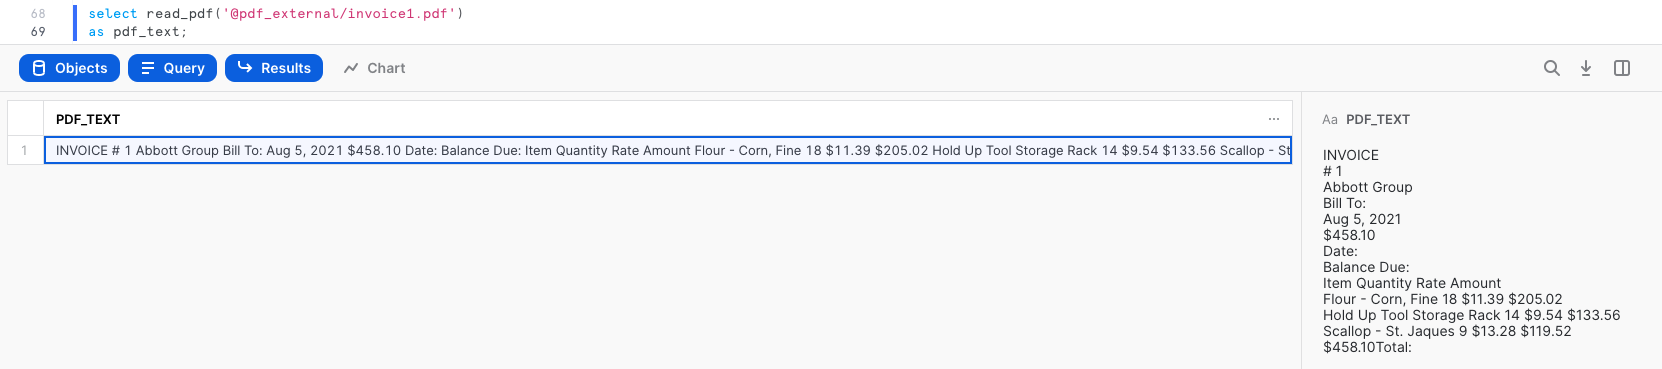 68 select read_pdf('@pdf_external/invoice1.pdf')
69 as pdf_text;
Objects Query Results Chart
PDF_TEXT ...
1 INVOICE # 1 Abbott Group Bill To: Aug 5, 2021 $458.10 Date: Balance Due: Item Quantity Rate Amount Flour - Corn, Fine 18 $11.39 $205.02 Hold Up Tool Storage Rack 14 $9.54 $133.56 Scallop - St
Aa PDF_TEXT
INVOICE
# 1
Abbott Group
Bill To:
Aug 5, 2021
$458.10
Date:
Balance Due:
Item Quantity Rate Amount
Flour - Corn, Fine 18 $11.39 $205.02
Hold Up Tool Storage Rack 14 $9.54 $133.56
Scallop - St. Jaques 9 $13.28 $119.52
$458.10Total: